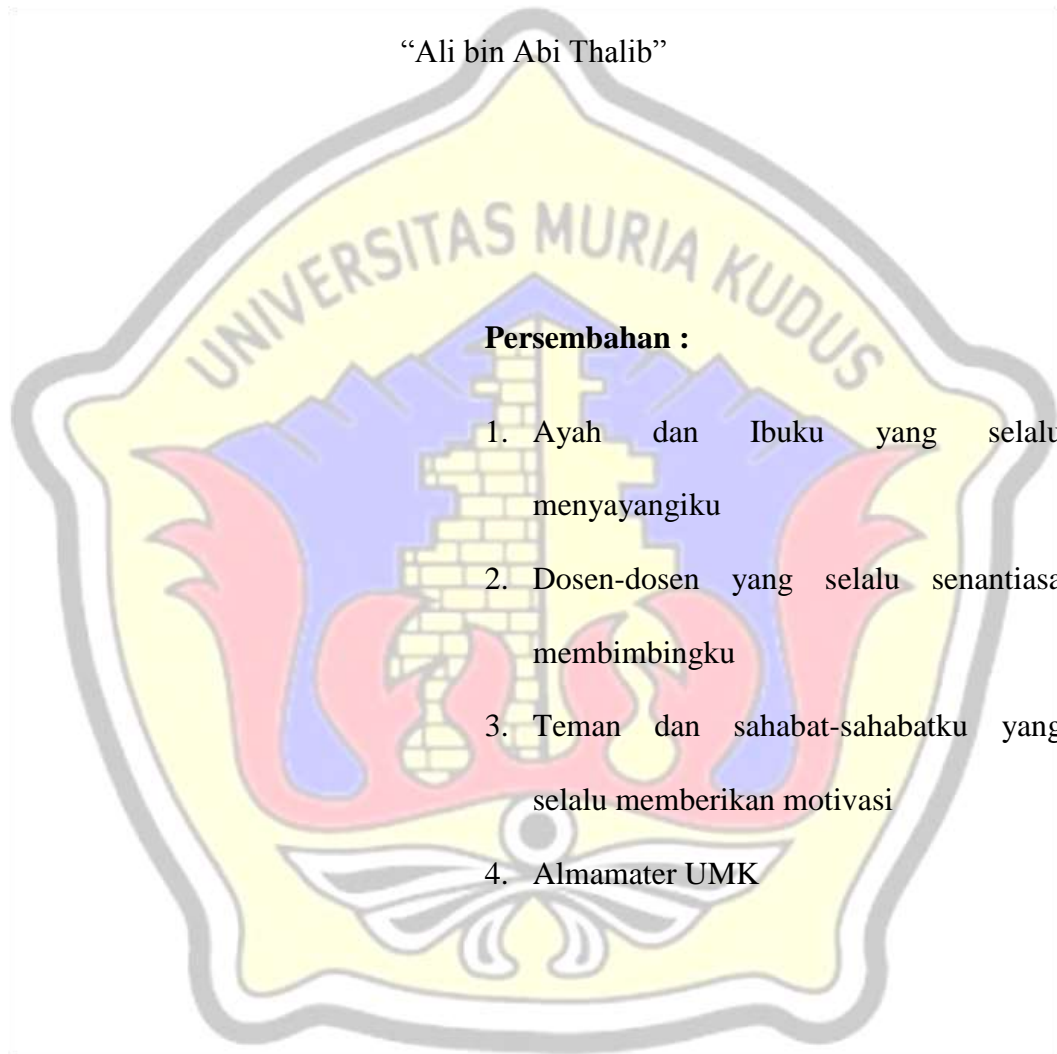 “Ali bin Abi Thalib”
UNIVERSITAS MURIA KUDUS
Persembahan :
1. Ayah dan Ibuku yang selalu
menyayangiku
2. Dosen-dosen yang selalu senantiasa
membimbingku
3. Teman dan sahabat-sahabatku yang
selalu memberikan motivasi
4. Almamater UMK